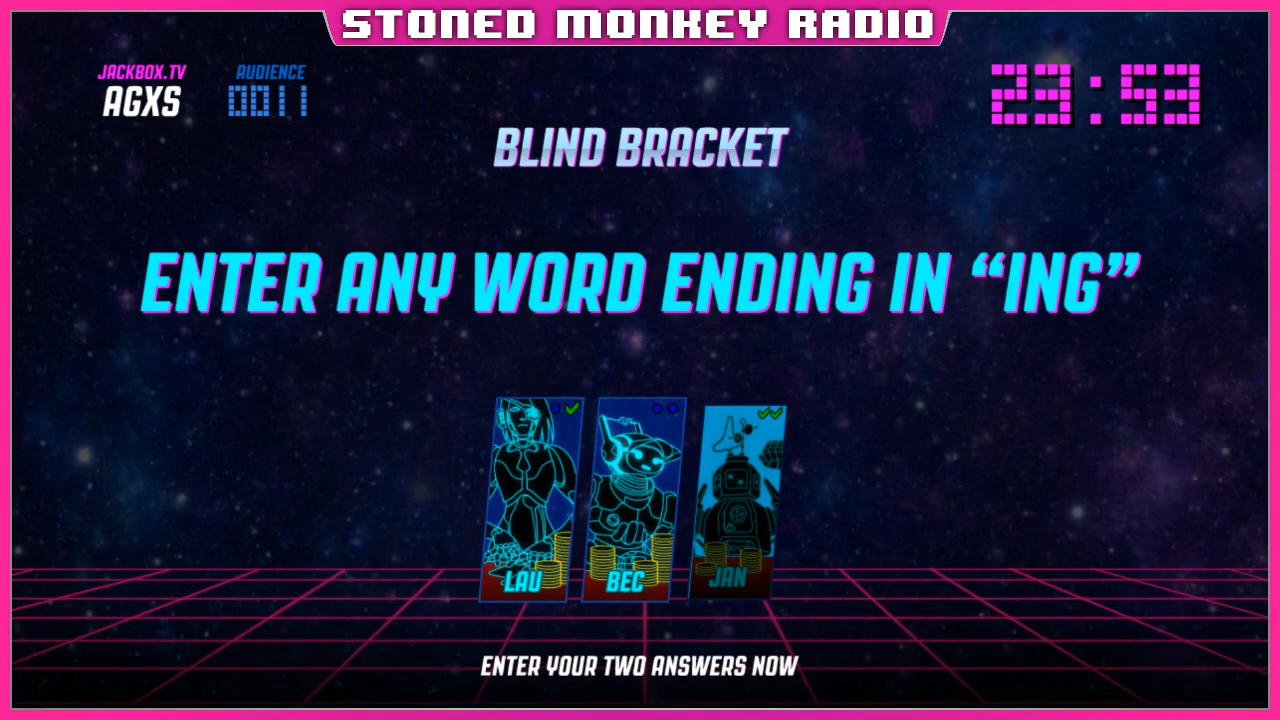 STONED MONKEY RADIO
JACKBOX.TV
AGXS
AUDIENCE
0011
23:53
BLIND BRACKET
ENTER ANY WORD ENDING IN “ING”
LAU
BEC
JAN
ENTER YOUR TWO ANSWERS NOW